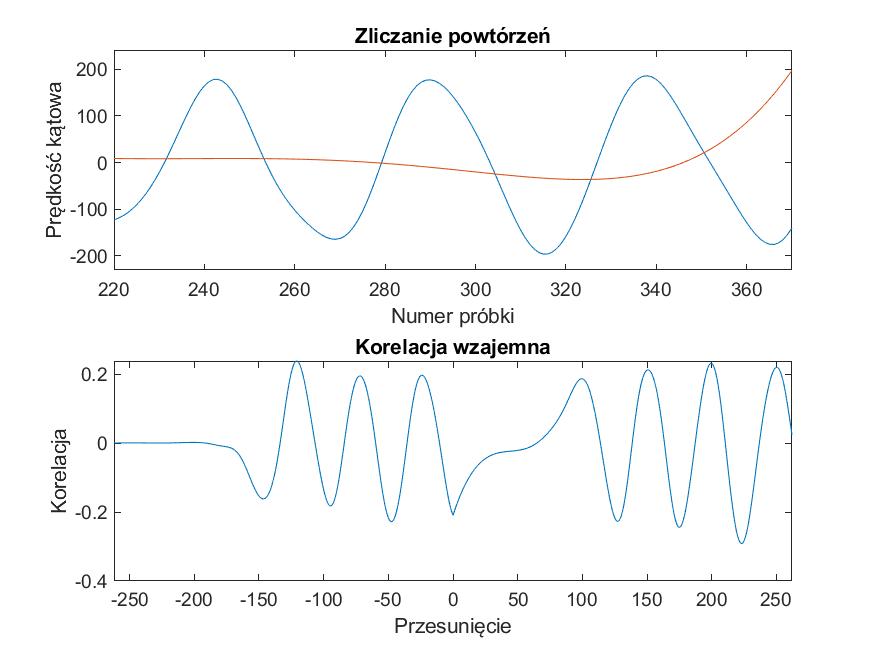 Zliczanie powtórzeń
Prędkość kątowa
200
100
0
-100
-200
220 240 260 280 300 320 340 360
Numer próbki
Korelacja wzajemna
Korelacja
0.2
0
-0.2
-0.4
-250 -200 -150 -100 -50 0 50 100 150 200 250
Przesunięcie